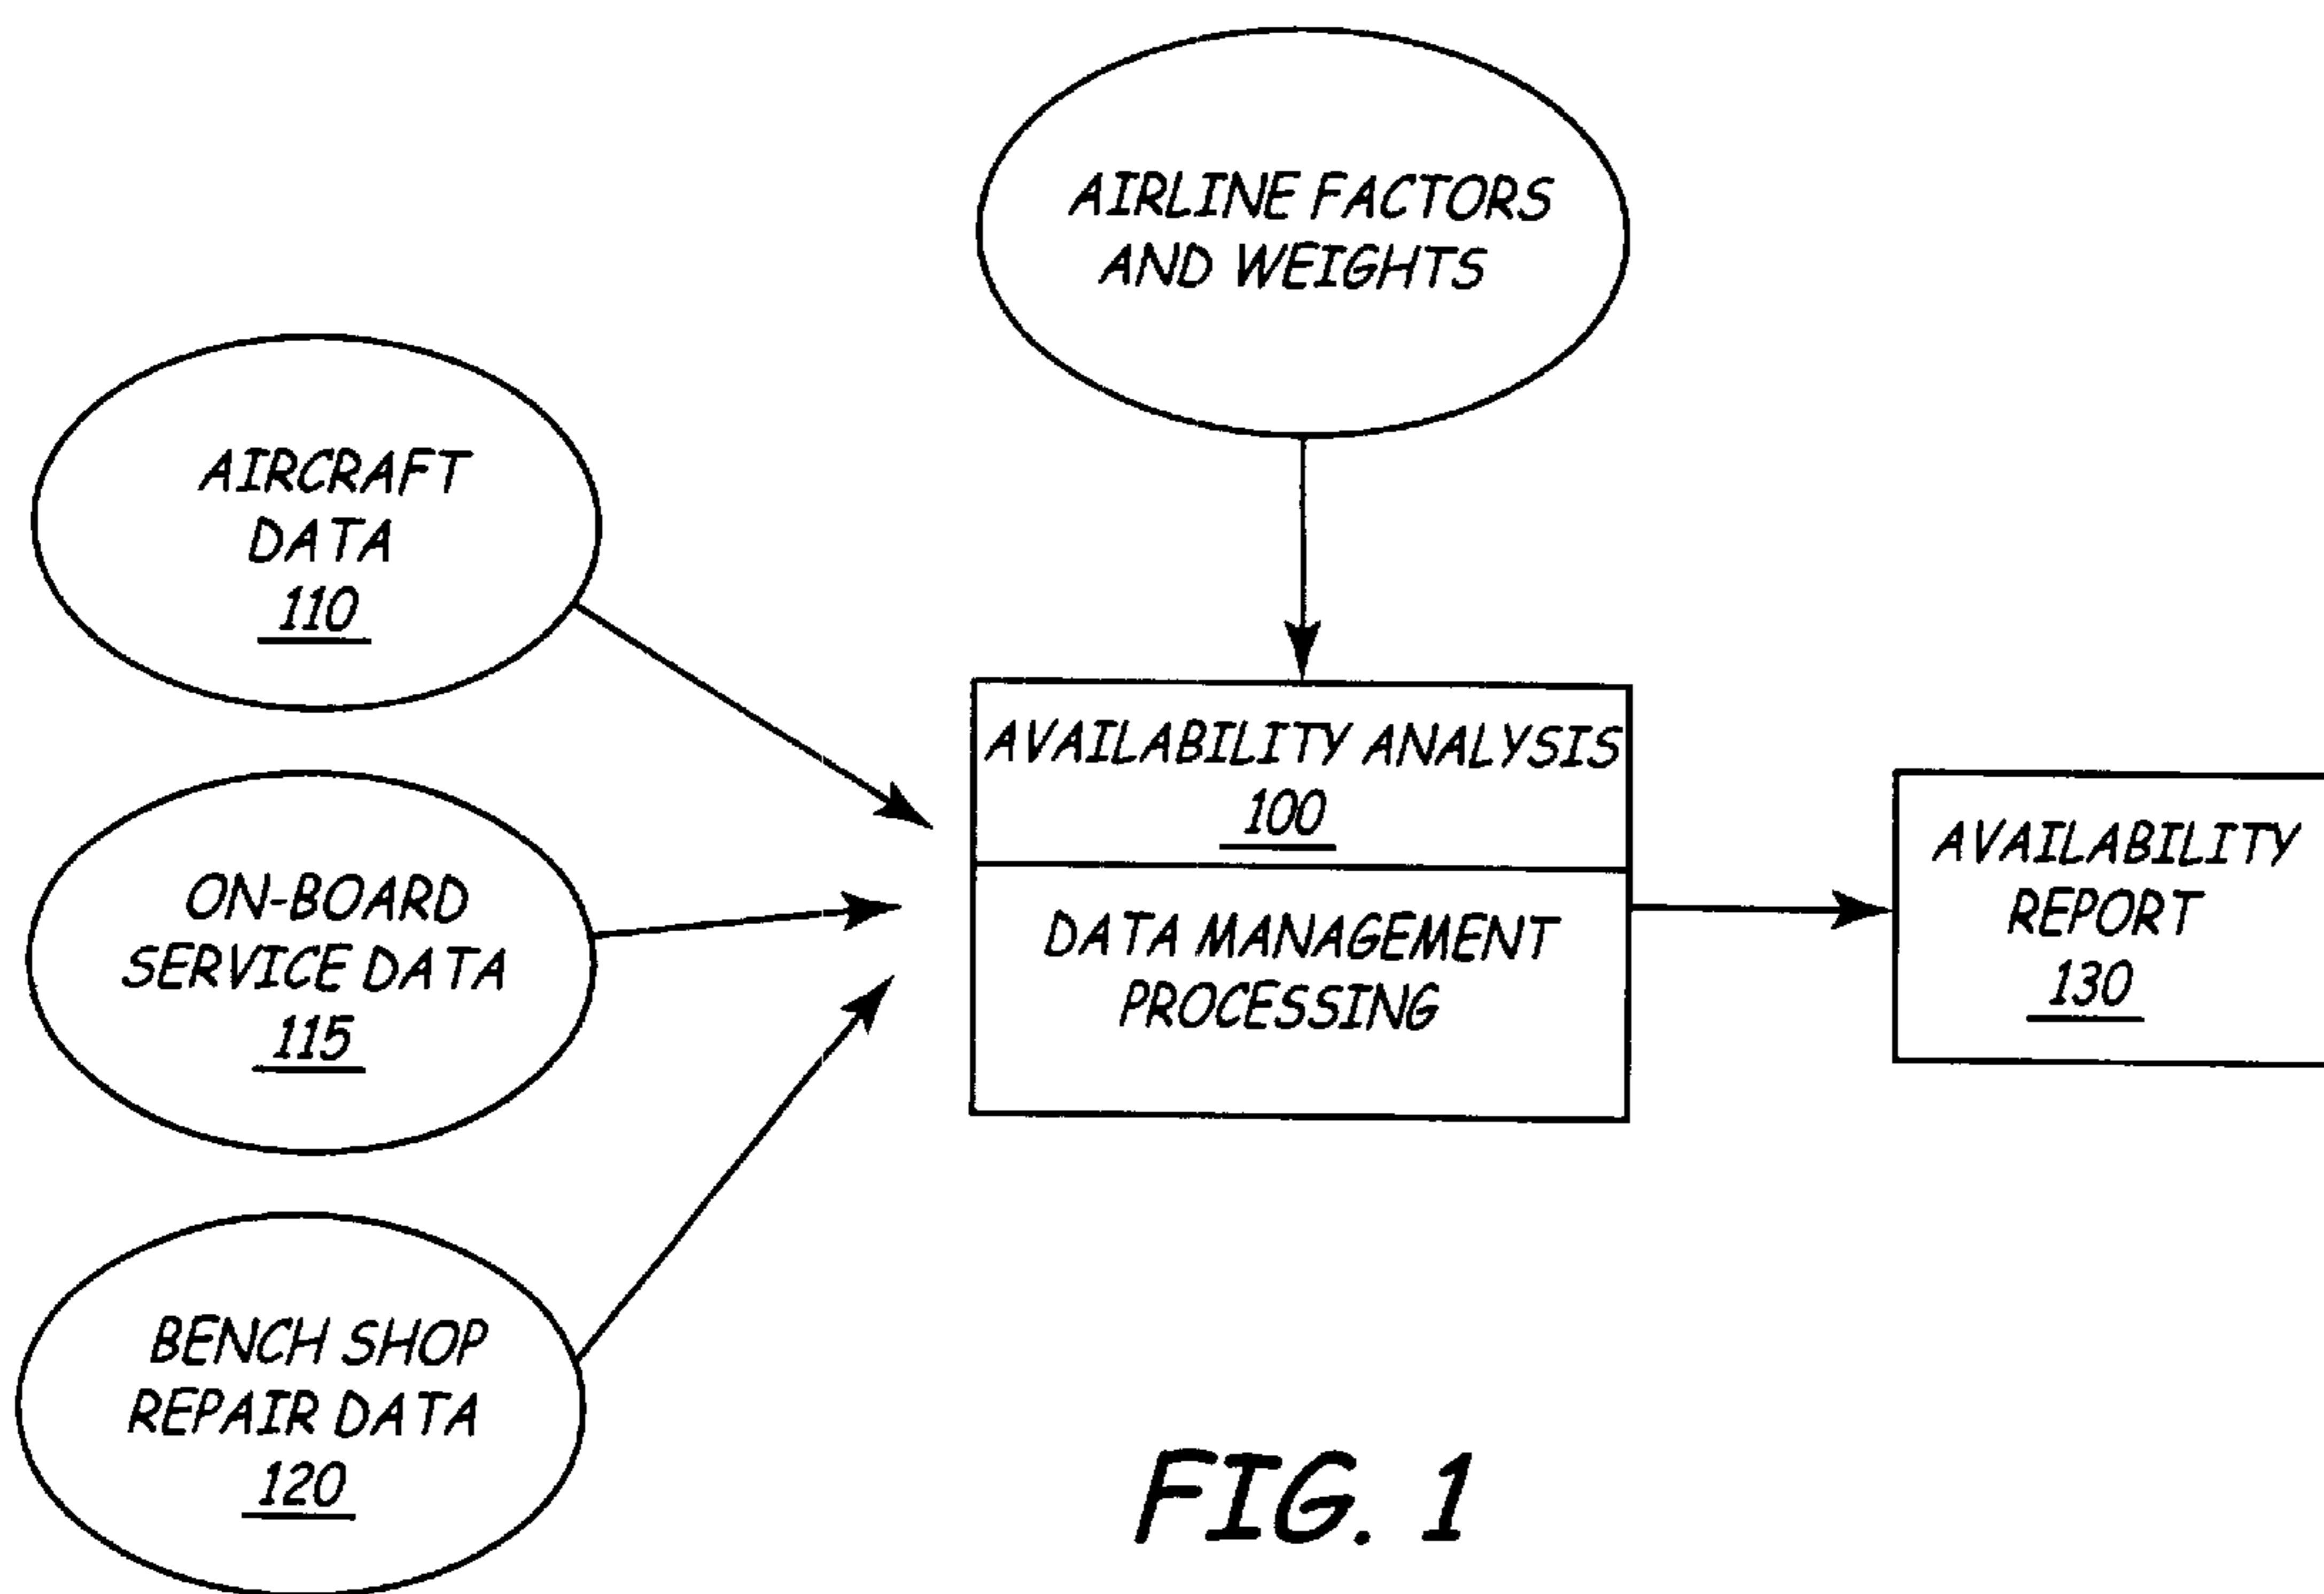 AIRLINE FACTORS
AND WEIGHTS
AIRCRAFT
DATA
110
ON-BOARD
SERVICE DATA
115
BENCH SHOP
REPAIR DATA
120
AVAILABILITY ANALYSIS
100
DATA MANAGEMENT
PROCESSING
AVAILABILITY
REPORT
130
FIG. 1